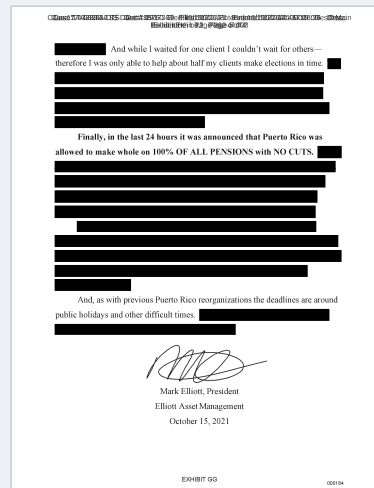 And while I waited for one client I couldn't wait for others—
therefore I was only able to help about half my clients make elections in time.
Finally, in the last 24 hours it was announced that Puerto Rico was
allowed to make whole on 100% OF ALL PENSIONS with NO CUTS.
And, as with previous Puerto Rico reorganizations the deadlines are around
public holidays and other difficult times.
Mark Elliott, President
Elliott Asset Management
October 15, 2021
EXHIBIT GG
000184